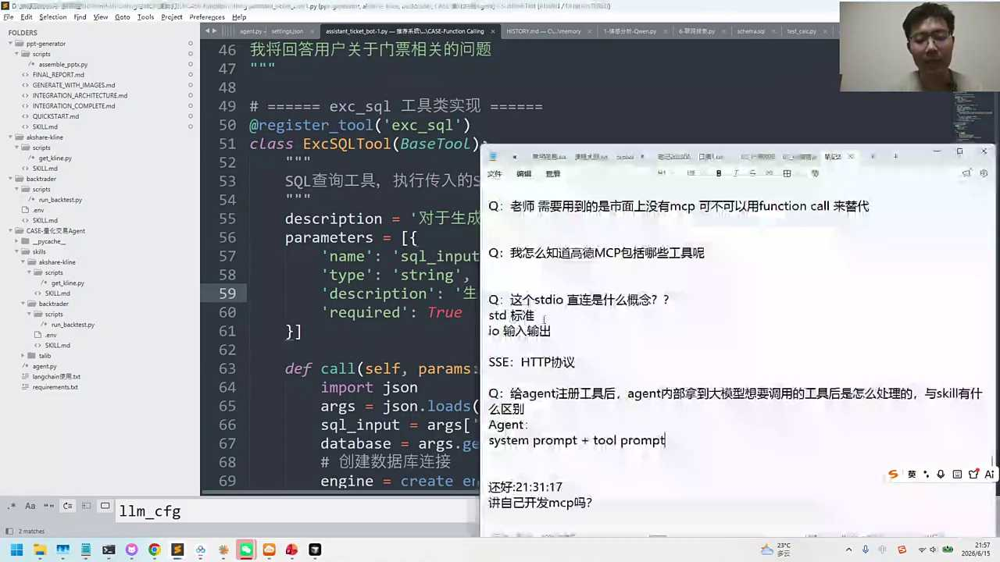 File Edit Selection Find View Goto Tools Project Preferences Help
FOLDERS
ppt-generator
scripts
assemble_pptx.py
FINAL_REPORT.md
GENERATE_WITH_IMAGES.md
INTEGRATION_ARCHITECTURE.md
INTEGRATION_COMPLETE.md
QUICKSTART.md
SKILL.md
akshare-kline
scripts
get_kline.py
SKILL.md
backtrader
scripts
run_backtest.py
.env
SKILL.md
CASE-量化交易Agent
__pycache__
skills
akshare-kline
scripts
get_kline.py
SKILL.md
backtrader
scripts
run_backtest.py
.env
SKILL.md
talib
agent.py
langchain使用.txt
requirements.txt
agent.py
settings.json
assistant_ticket_bot-1.py — 推荐系统\...\CASE-Function Calling
HISTORY.md — C:\...\memory
1-情感分析-Qwen.py
6-联网搜索.py
schema.sql
test_calc.py
46 我将回答用户关于门票相关的问题
47 """
48
49 # ====== exc_sql 工具类实现 ======
50 @register_tool('exc_sql')
51 class ExcSQLTool(BaseTool):
52 """
53 SQL查询工具，执行传入的S
54 """
55 description = '对于生成
56 parameters = [{
57 'name': 'sql_input
58 'type': 'string',
59 'description': '生
60 'required': True
61 }]
62
63 def call(self, params:
64 import json
65 args = json.loads(
66 sql_input = args['
67 database = args.ge
68 # 创建数据库连接
69 engine = create_en
文件 编辑 查看
H1 B I
Q：老师 需要用到的是市面上没有mcp 可不可以用function call 来替代
Q：我怎么知道高德MCP包括哪些工具呢
Q：这个stdio 直连是什么概念？？
std 标准
io 输入输出
SSE：HTTP协议
Q：给agent注册工具后，agent内部拿到大模型想要调用的工具后是怎么处理的，与skill有什
么区别
Agent：
system prompt + tool prompt
还好:21:31:17
讲自己开发mcp吗？
英
Ai
.* Aa “” llm_cfg
2 matches
23°C
多云
21:57
2026/6/15